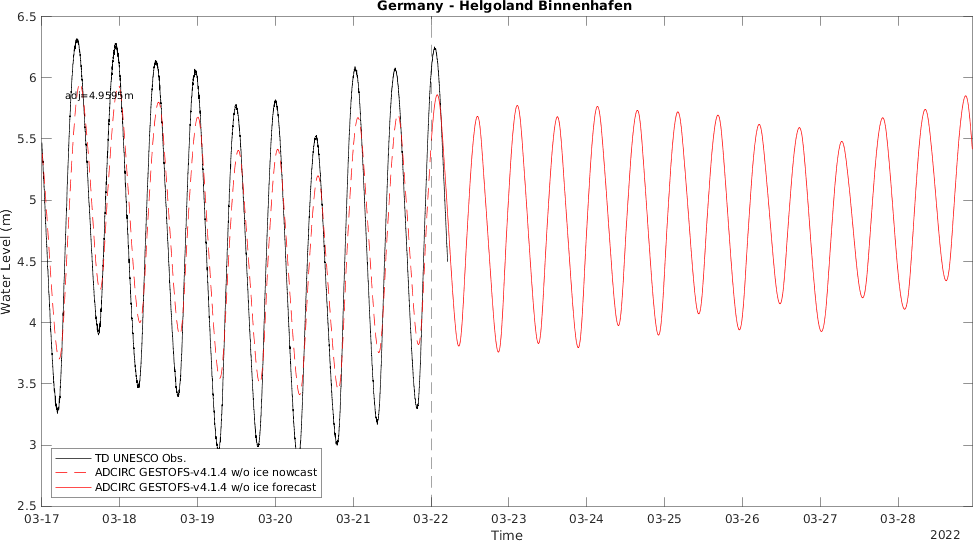 Germany - Helgoland Binnenhafen
6.5
6
5.5
5
4.5
4
3.5
3
2.5
Water Level (m)
adj=4.9595m
TD UNESCO Obs.
ADCIRC GESTOFS-v4.1.4 w/o ice nowcast
ADCIRC GESTOFS-v4.1.4 w/o ice forecast
03-17 03-18 03-19 03-20 03-21 03-22 03-23 03-24 03-25 03-26 03-27 03-28
Time
2022